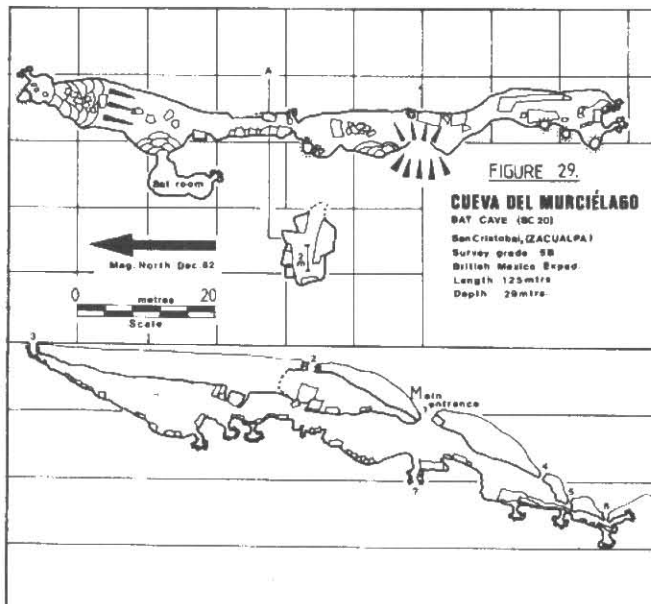 A
Bat room
FIGURE 29.
CUEVA DEL MURCIÉLAGO
BAT CAVE (BC 20)
San Cristobal, (ZACUALPA)
Survey grade 5B
British Mexico Exped.
Length 125mtrs
Depth 29mtrs
2
m
Mag. North Dec. 82
0 metres 20
Scale
3
1
2
Main
entrance
?
4
5
6
?